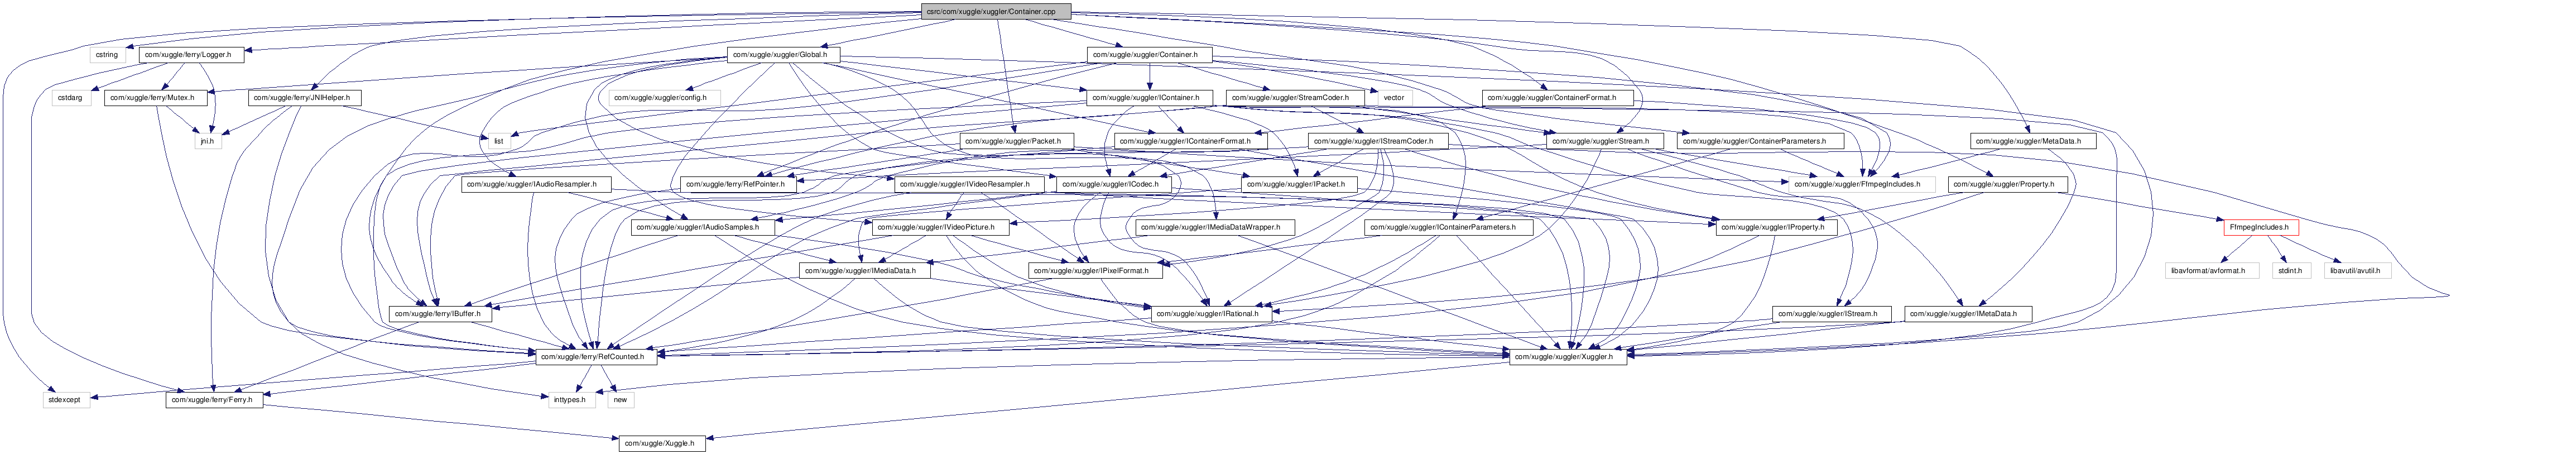 csrc/com/xuggle/xuggler/Container.cpp
cstring
com/xuggle/ferry/Logger.h
com/xuggle/xuggler/Global.h
com/xuggle/xuggler/Container.h
cstdarg
com/xuggle/ferry/Mutex.h
com/xuggle/ferry/JNIHelper.h
com/xuggle/xuggler/config.h
com/xuggle/xuggler/IContainer.h
com/xuggle/xuggler/StreamCoder.h
vector
com/xuggle/xuggler/ContainerFormat.h
jni.h
list
com/xuggle/xuggler/Packet.h
com/xuggle/xuggler/IContainerFormat.h
com/xuggle/xuggler/IStreamCoder.h
com/xuggle/xuggler/Stream.h
com/xuggle/xuggler/ContainerParameters.h
com/xuggle/xuggler/MetaData.h
com/xuggle/xuggler/IAudioResampler.h
com/xuggle/ferry/RefPointer.h
com/xuggle/xuggler/IVideoResampler.h
com/xuggle/xuggler/ICodec.h
com/xuggle/xuggler/IPacket.h
com/xuggle/xuggler/FfmpegIncludes.h
com/xuggle/xuggler/Property.h
com/xuggle/xuggler/IAudioSamples.h
com/xuggle/xuggler/IVideoPicture.h
com/xuggle/xuggler/IMediaDataWrapper.h
com/xuggle/xuggler/IContainerParameters.h
com/xuggle/xuggler/IProperty.h
FfmpegIncludes.h
com/xuggle/xuggler/IMediaData.h
com/xuggle/xuggler/IPixelFormat.h
libavformat/avformat.h
stdint.h
libavutil/avutil.h
com/xuggle/ferry/IBuffer.h
com/xuggle/xuggler/IRational.h
com/xuggle/xuggler/IStream.h
com/xuggle/xuggler/IMetaData.h
com/xuggle/ferry/RefCounted.h
com/xuggle/xuggler/Xuggler.h
stdexcept
com/xuggle/ferry/Ferry.h
inttypes.h
new
com/xuggle/Xuggle.h